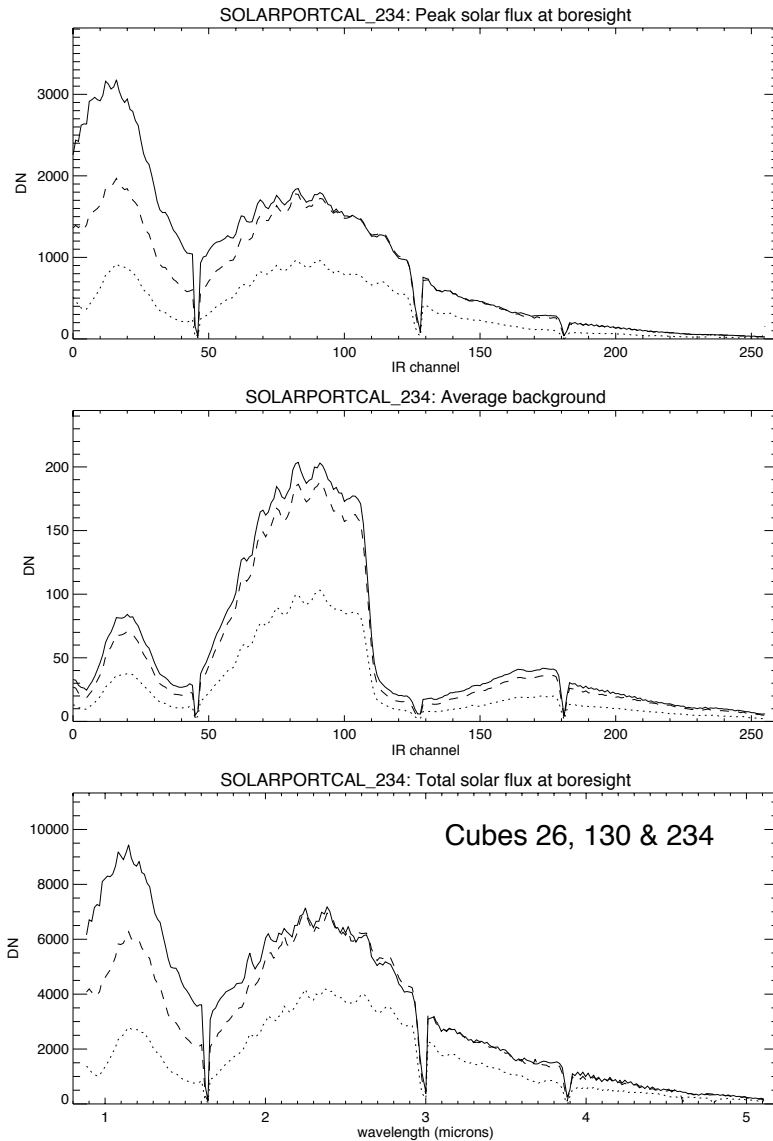 SOLARPORTCAL_234: Peak solar flux at boresight
3000
2000
1000
0
DN
0 50 100 150 200 250
IR channel
SOLARPORTCAL_234: Average background
200
150
100
50
0
DN
0 50 100 150 200 250
IR channel
SOLARPORTCAL_234: Total solar flux at boresight
Cubes 26, 130 & 234
10000
8000
6000
4000
2000
0
DN
1 2 3 4 5
wavelength (microns)